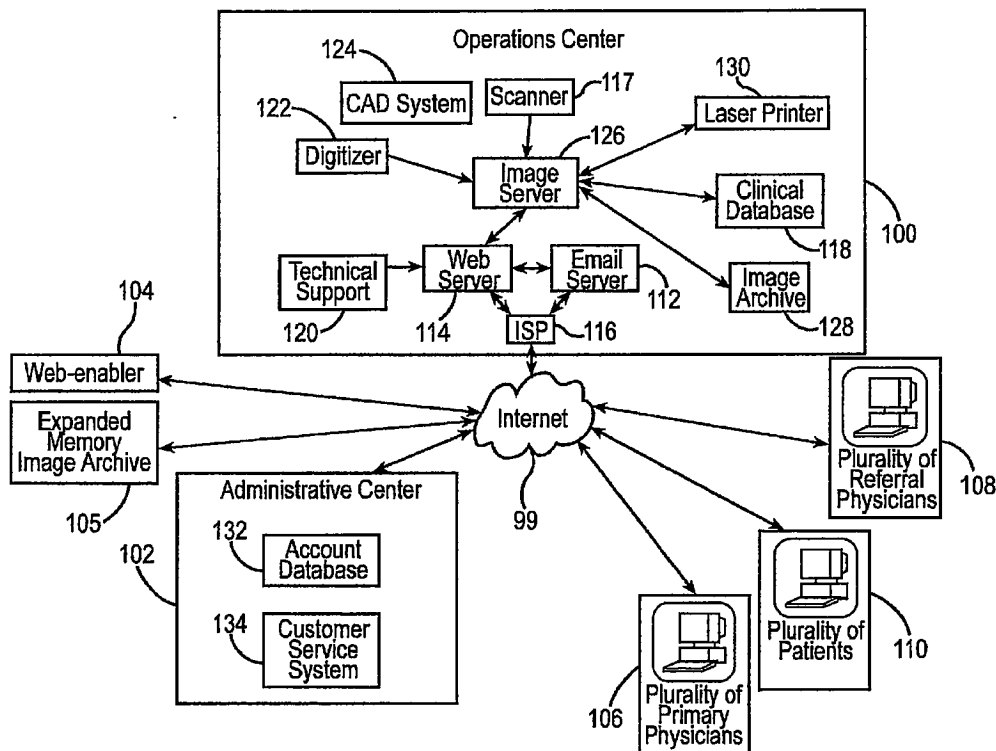 Operations Center
124
CAD System
117
Scanner
130
Laser Printer
122
Digitizer
126
Image
Server
Clinical
Database
118
100
Technical
Support
120
Web
Server
114
Email
Server
112
Image
Archive
128
ISP
116
104
Web-enabler
Expanded
Memory
Image Archive
105
Internet
99
Plurality of
Referral
Physicians
108
Administrative Center
102
132
Account
Database
134
Customer
Service
System
Plurality of
Patients
110
106
Plurality of
Primary
Physicians